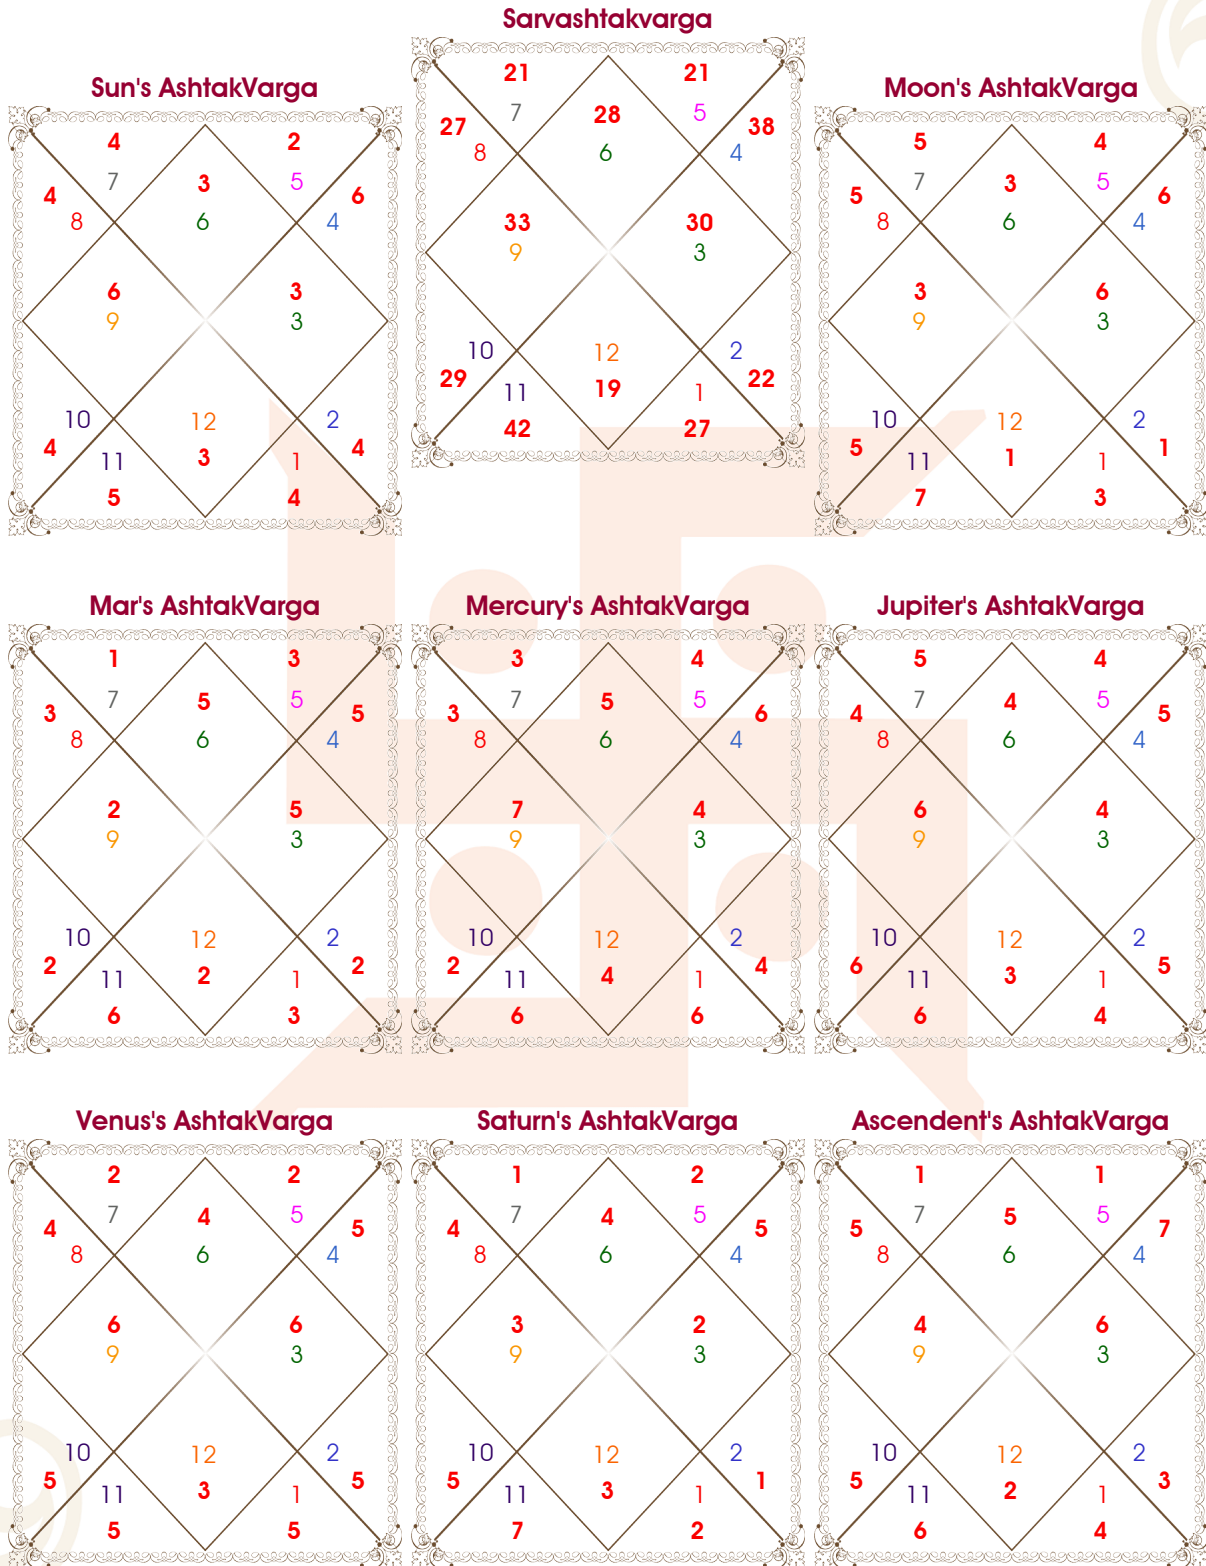 Sarvashtakvarga
21 21
7 28 5
27 38
8 6 4
33 30
9 3
10 12 2
29 19 22
11 1
42 27
Sun's AshtakVarga
4 2
7 3 5
4 6
8 6 4
6 3
9 3
10 12 2
4 3 4
11 1
5 4
Moon's AshtakVarga
5 4
7 3 5
5 6
8 6 4
3 6
9 3
10 12 2
5 1 1
11 1
7 3
Mar's AshtakVarga
1 3
7 5 5
3 5
8 6 4
2 5
9 3
10 12 2
2 2 2
11 1
6 3
Mercury's AshtakVarga
3 4
7 5 5
3 6
8 6 4
7 4
9 3
10 12 2
2 4 4
11 1
6 6
Jupiter's AshtakVarga
5 4
7 4 5
4 5
8 6 4
6 4
9 3
10 12 2
6 3 5
11 1
6 4
Venus's AshtakVarga
2 2
7 4 5
4 5
8 6 4
6 6
9 3
10 12 2
5 3 5
11 1
5 5
Saturn's AshtakVarga
1 2
7 4 5
4 5
8 6 4
3 2
9 3
10 12 2
5 3 1
11 1
7 2
Ascendent's AshtakVarga
1 1
7 5 5
5 7
8 6 4
4 6
9 3
10 12 2
5 2 3
11 1
6 4